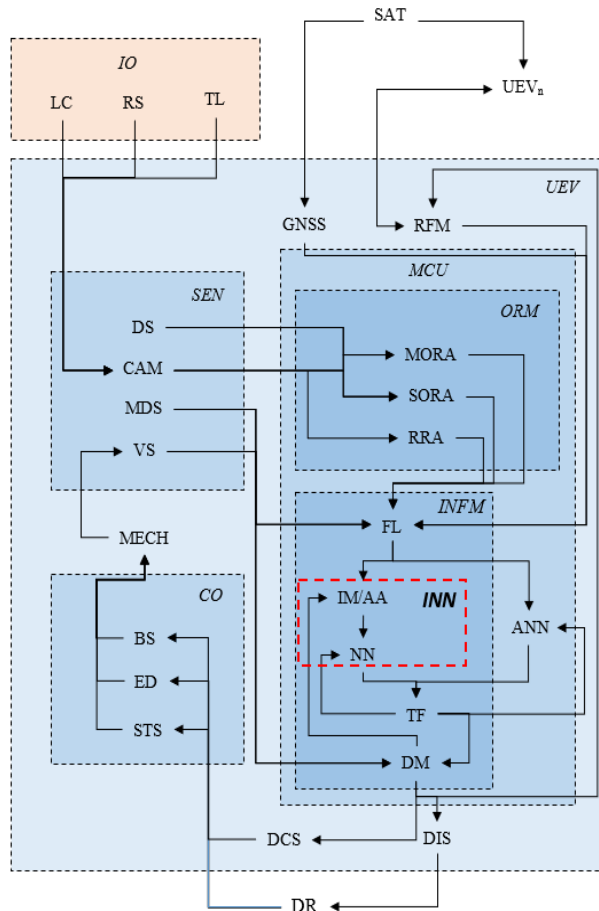 SAT
IO
LC RS TL
UEVn
UEV
GNSS RFM
MCU
SEN
ORM
DS
MORA
CAM
SORA
MDS
RRA
VS
INFM
FL
MECH
CO
IM/AA INN
ANN
BS
NN
ED
TF
STS
DM
DCS DIS
DR